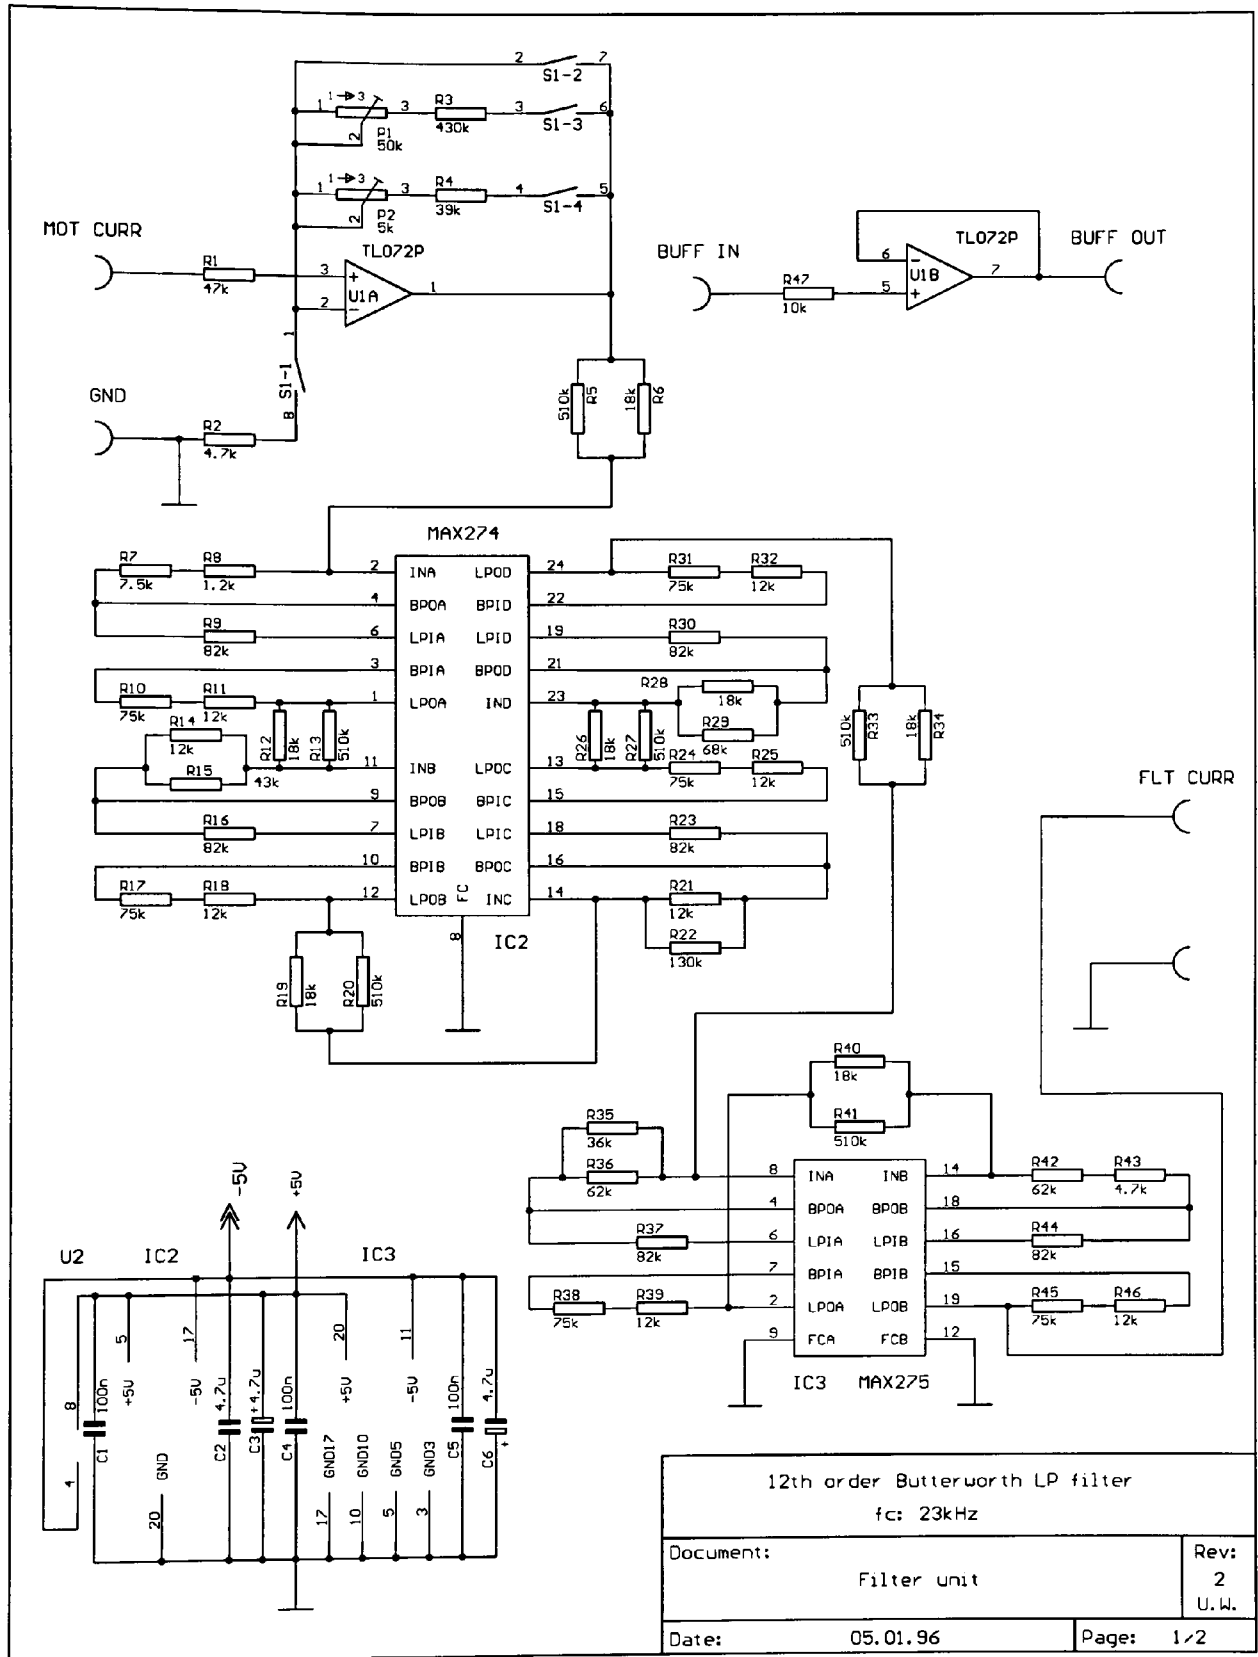 2 7
S1-2
1 1→3 3 R3 3 6
2 P1 430k S1-3
50k
1 1→3 3 R4 4 5
2 P2 39k S1-4
5k
MOT CURR
TL072P
R1 3 +
47k U1A 1
2 -
BUFF IN
TL072P
BUFF OUT
6 -
U1B 7
R47 5 +
10k
1
S1-1
8
GND
R2
4.7k
510k R5 18k R6
MAX274
R7 R8 2 INA LPOD 24 R31 R32
7.5k 1.2k 75k 12k
4 BPOA BPID 22
R9 6 LPIA LPID 19 R30
82k 82k
3 BPIA BPOD 21
R10 R11 1 LPOA IND 23 R28
75k 12k 18k
R14 R12 18k R13 510k R26 18k R27 510k R29
12k 68k
R15 43k 11 INB LPOC 13 R24 R25
75k 12k
9 BPOB BPIC 15
R16 7 LPIB LPIC 18 R23
82k 82k
10 BPIB BPOC 16
R17 R18 12 LPOB FC INC 14 R21
75k 12k 12k
8 IC2 R22
130k
R19 18k R20 510k
510k R33 18k R34
FLT CURR
R40
18k
R41
510k
R35
36k
R36 8 INA INB 14 R42 R43
62k 62k 4.7k
4 BPOA BPOB 18
R37 6 LPIA LPIB 16 R44
82k 82k
7 BPIA BPIB 15
R38 R39 2 LPOA LPOB 19 R45 R46
75k 12k 75k 12k
9 FCA FCB 12
IC3 MAX275
-5V +5V
U2 IC2 IC3
5 17 20 11
8 100n +5V -5V 4.7u +4.7u 100n +5V -5V 100n 4.7u
C1 C2 C3 C4 C5 C6 +
4 GND GND17 GND10 GND5 GND3
20 17 10 5 3
12th order Butterworth LP filter
fc: 23kHz
Document: Rev:
Filter unit 2
U.W.
Date: 05.01.96 Page: 1/2